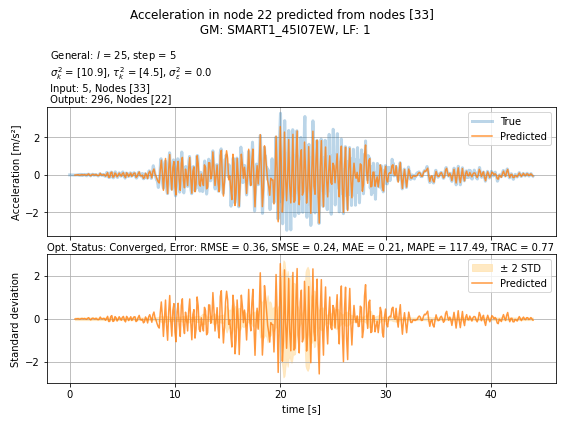 Acceleration in node 22 predicted from nodes [33]
GM: SMART1_45I07EW, LF: 1
General: l = 25, step = 5
σ²ₖ = [10.9], τ²ₖ = [4.5], σ²ε = 0.0
Input: 5, Nodes [33]
Output: 296, Nodes [22]
Acceleration [m/s²]
2
0
−2
True
Predicted
Opt. Status: Converged, Error: RMSE = 0.36, SMSE = 0.24, MAE = 0.21, MAPE = 117.49, TRAC = 0.77
Standard deviation
2
0
−2
± 2 STD
Predicted
0 10 20 30 40
time [s]